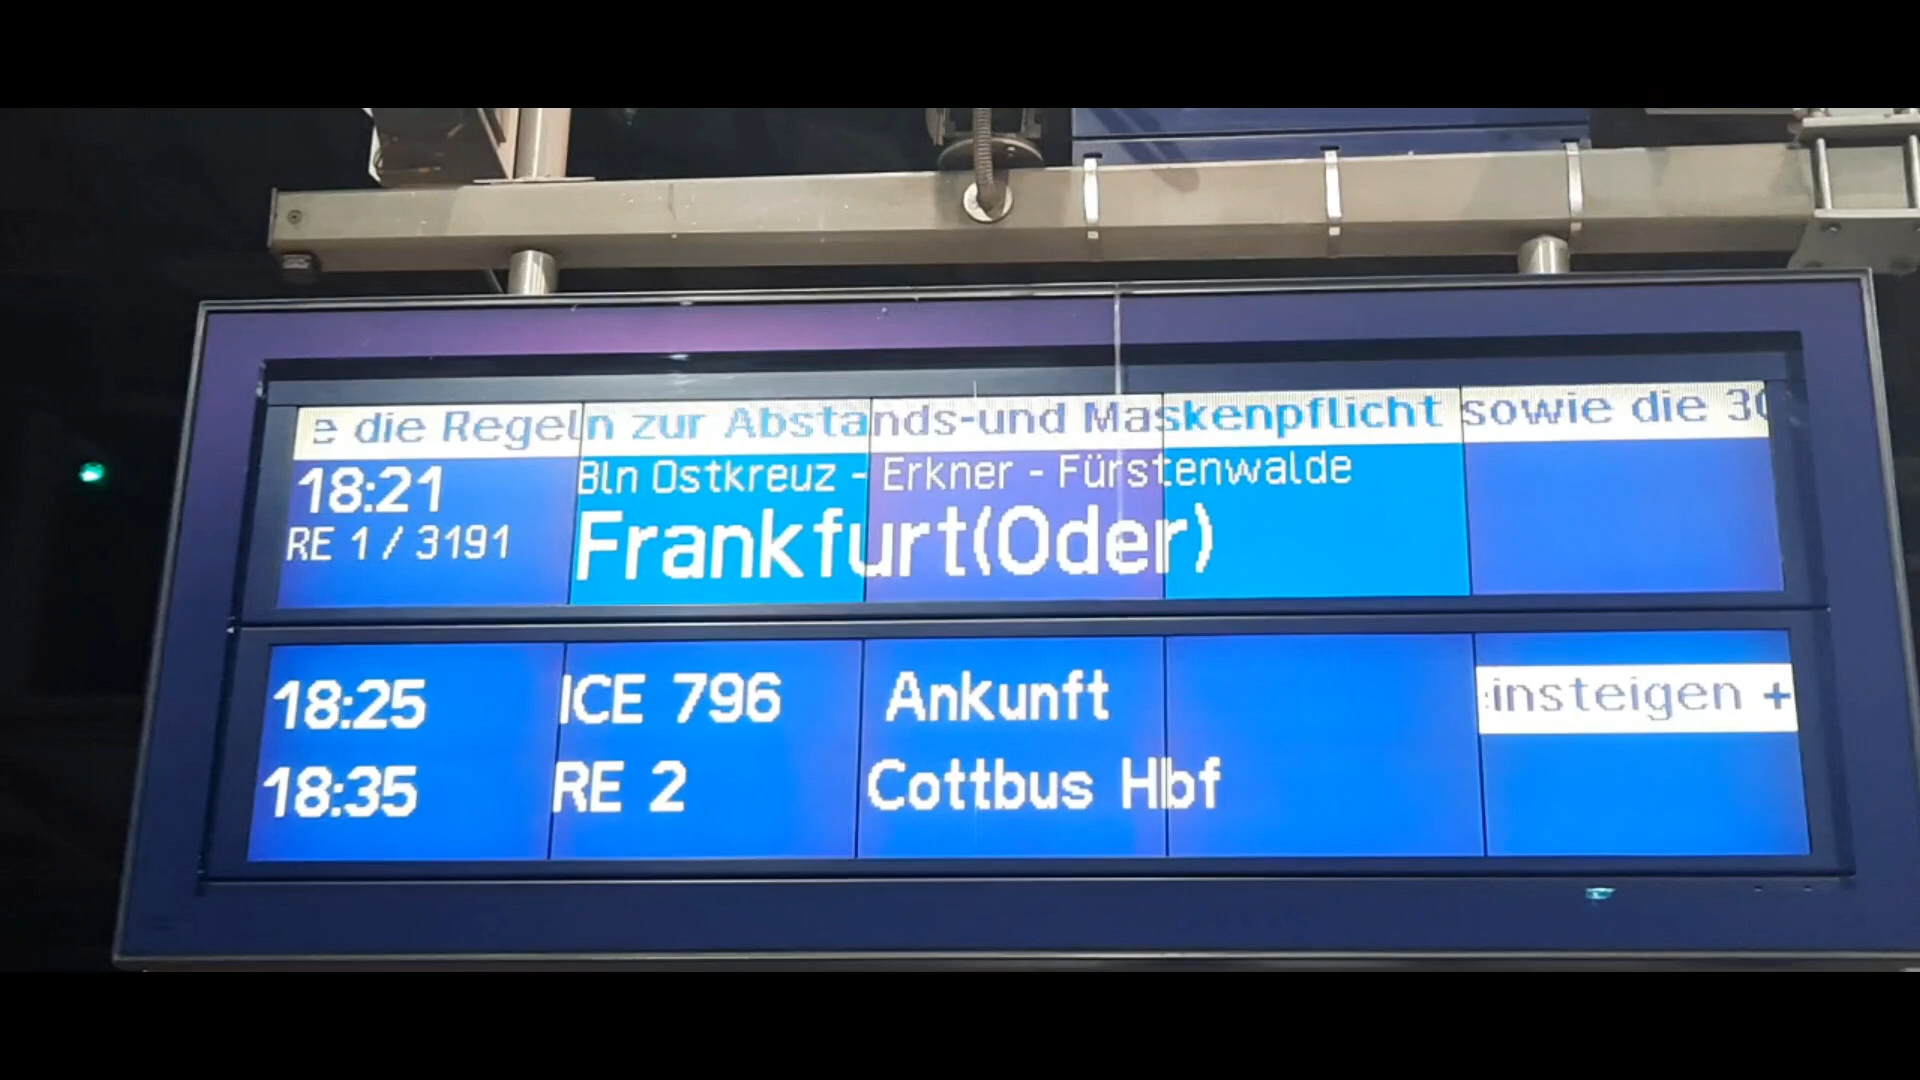 die Regeln zur Abstands-und Maskenpflicht sowie die
18:21 Bln Ostkreuz - Erkner - Fürstenwalde
RE 1 / 3191 Frankfurt(Oder)
18:25 ICE 796 Ankunft insteigen +
18:35 RE 2 Cottbus Hbf